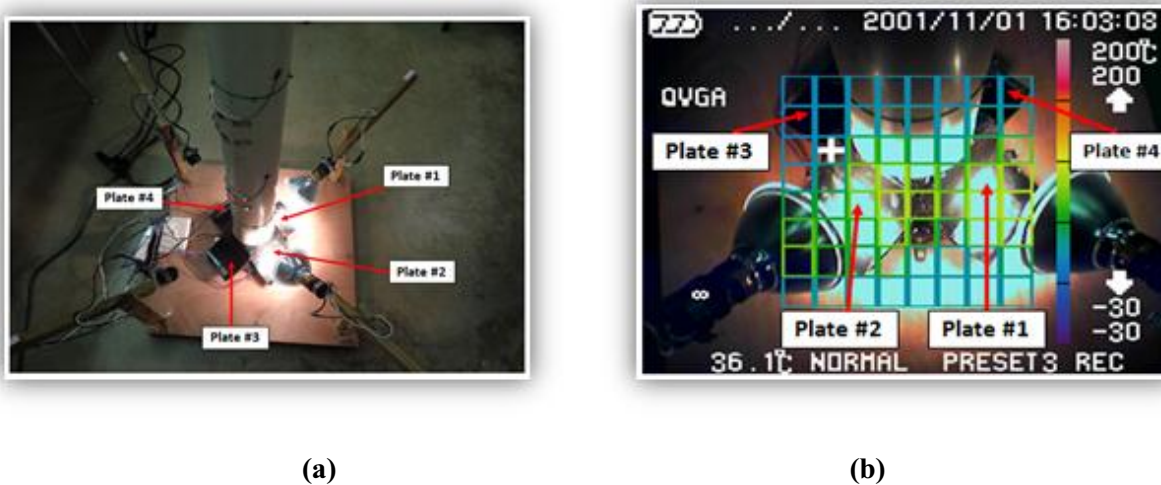 Plate #1
Plate #4
Plate #2
Plate #3
.../... 2001/11/01 16:03:08
200℃
200
QVGA
Plate #3
Plate #4
∞
Plate #2
Plate #1
-30
-30
36.1℃ NORMAL PRESET3 REC
(a)
(b)